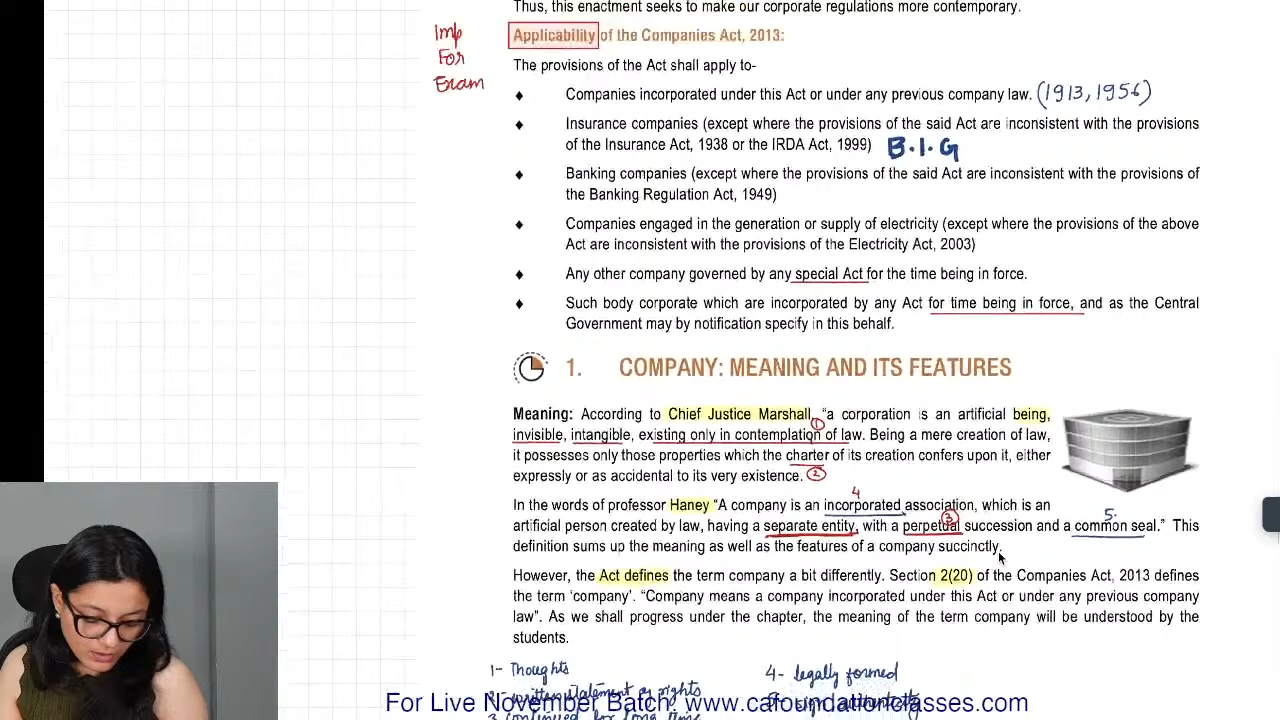 Thus, this enactment seeks to make our corporate regulations more contemporary.
Imp
For
Exam
Applicability of the Companies Act, 2013:
The provisions of the Act shall apply to-
♦ Companies incorporated under this Act or under any previous company law. (1913, 1956)
♦ Insurance companies (except where the provisions of the said Act are inconsistent with the provisions
of the Insurance Act, 1938 or the IRDA Act, 1999) B.I.G
♦ Banking companies (except where the provisions of the said Act are inconsistent with the provisions of
the Banking Regulation Act, 1949)
♦ Companies engaged in the generation or supply of electricity (except where the provisions of the above
Act are inconsistent with the provisions of the Electricity Act, 2003)
♦ Any other company governed by any special Act for the time being in force.
♦ Such body corporate which are incorporated by any Act for time being in force, and as the Central
Government may by notification specify in this behalf.
1. COMPANY: MEANING AND ITS FEATURES
Meaning: According to Chief Justice Marshall, “a corporation is an artificial being,
1
invisible, intangible, existing only in contemplation of law. Being a mere creation of law,
it possesses only those properties which the charter of its creation confers upon it, either
expressly or as accidental to its very existence. 2
4
In the words of professor Haney “A company is an incorporated association, which is an
3 5.
artificial person created by law, having a separate entity, with a perpetual succession and a common seal.” This
definition sums up the meaning as well as the features of a company succinctly.
However, the Act defines the term company a bit differently. Section 2(20) of the Companies Act, 2013 defines
the term ‘company’. “Company means a company incorporated under this Act or under any previous company
law”. As we shall progress under the chapter, the meaning of the term company will be understood by the
students.
1- Thoughts 4- legally formed
2- written statement of rights
For Live November Batch: www.cafoundationclasses.com
3 continued for long time